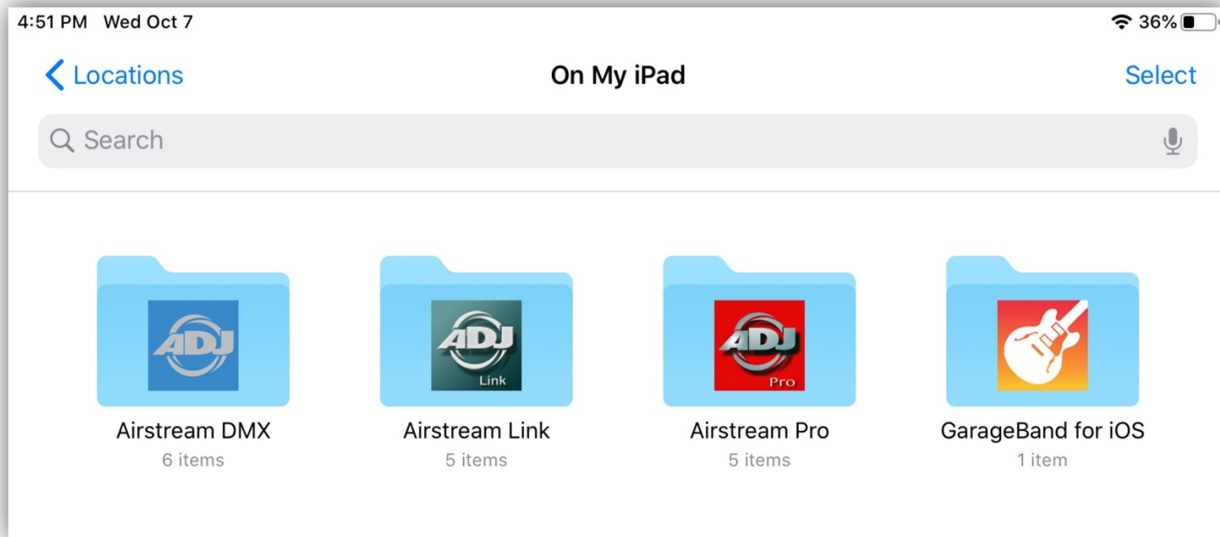 4:51 PM Wed Oct 7 36%
Locations On My iPad Select
Search
ADJ ADJ Link ADJ Pro
Airstream DMX Airstream Link Airstream Pro GarageBand for iOS
6 items 5 items 5 items 1 item